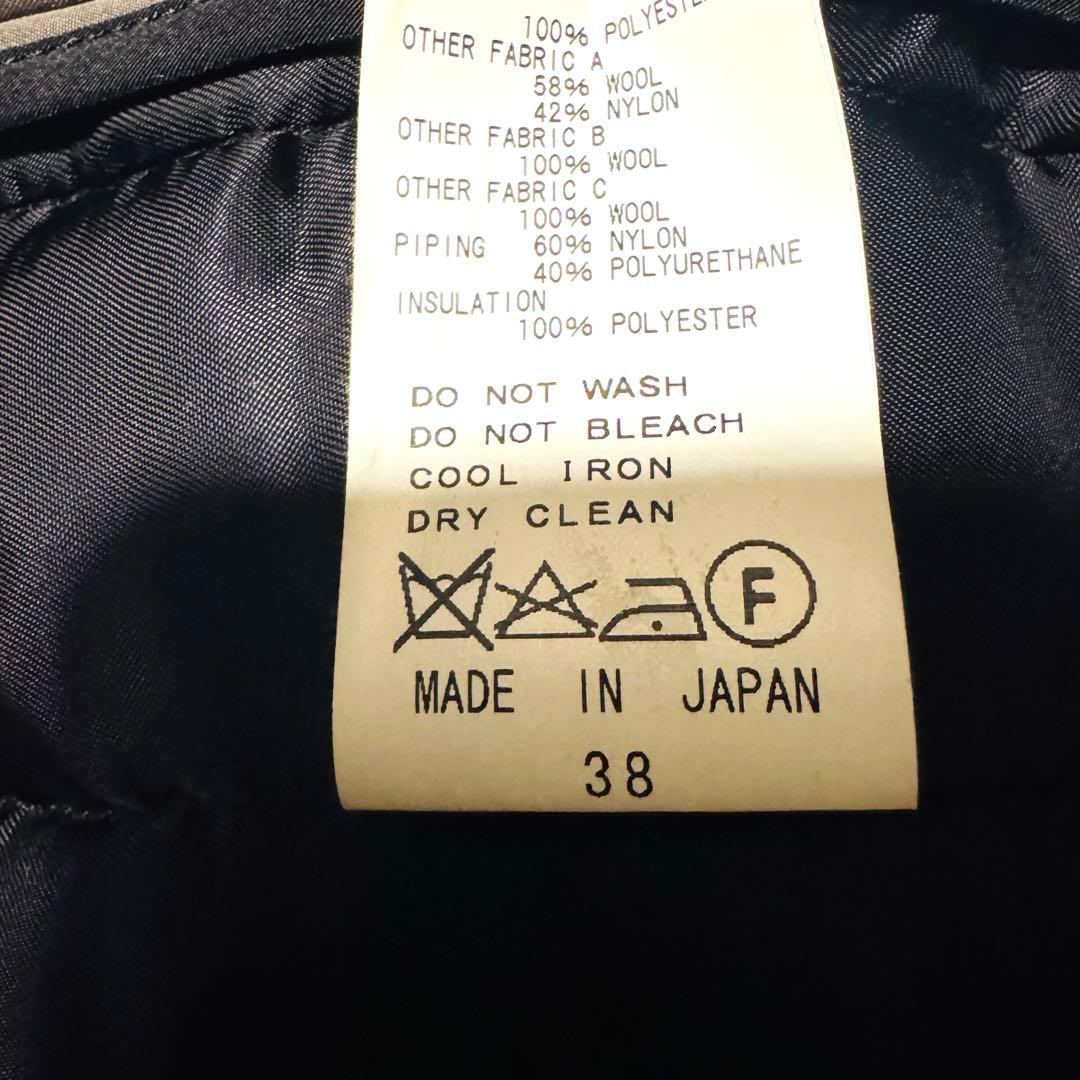 100% POLYESTER
OTHER FABRIC A
58% WOOL
42% NYLON
OTHER FABRIC B
100% WOOL
OTHER FABRIC C
100% WOOL
PIPING 60% NYLON
40% POLYURETHANE
INSULATION
100% POLYESTER
DO NOT WASH
DO NOT BLEACH
COOL IRON
DRY CLEAN
F
MADE IN JAPAN
38